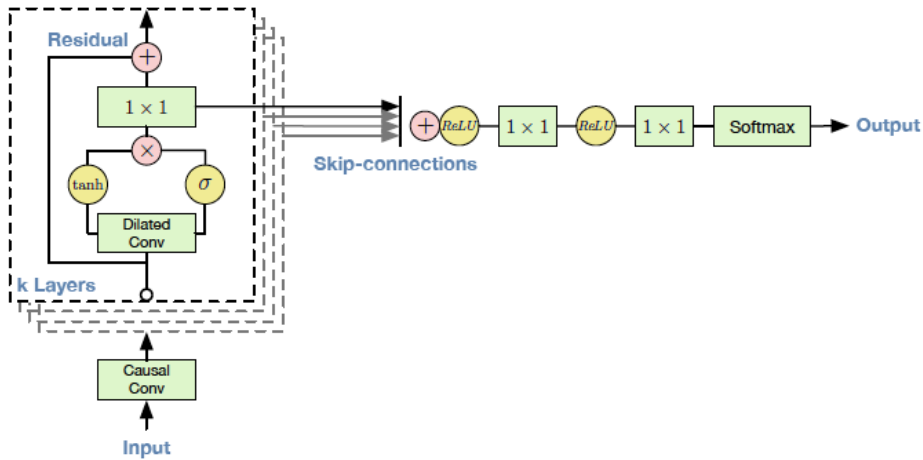 Residual
+
1 × 1
×
tanh
σ
Dilated
Conv
k Layers
Causal
Conv
Input
Skip-connections
+
ReLU
1 × 1
ReLU
1 × 1
Softmax
Output